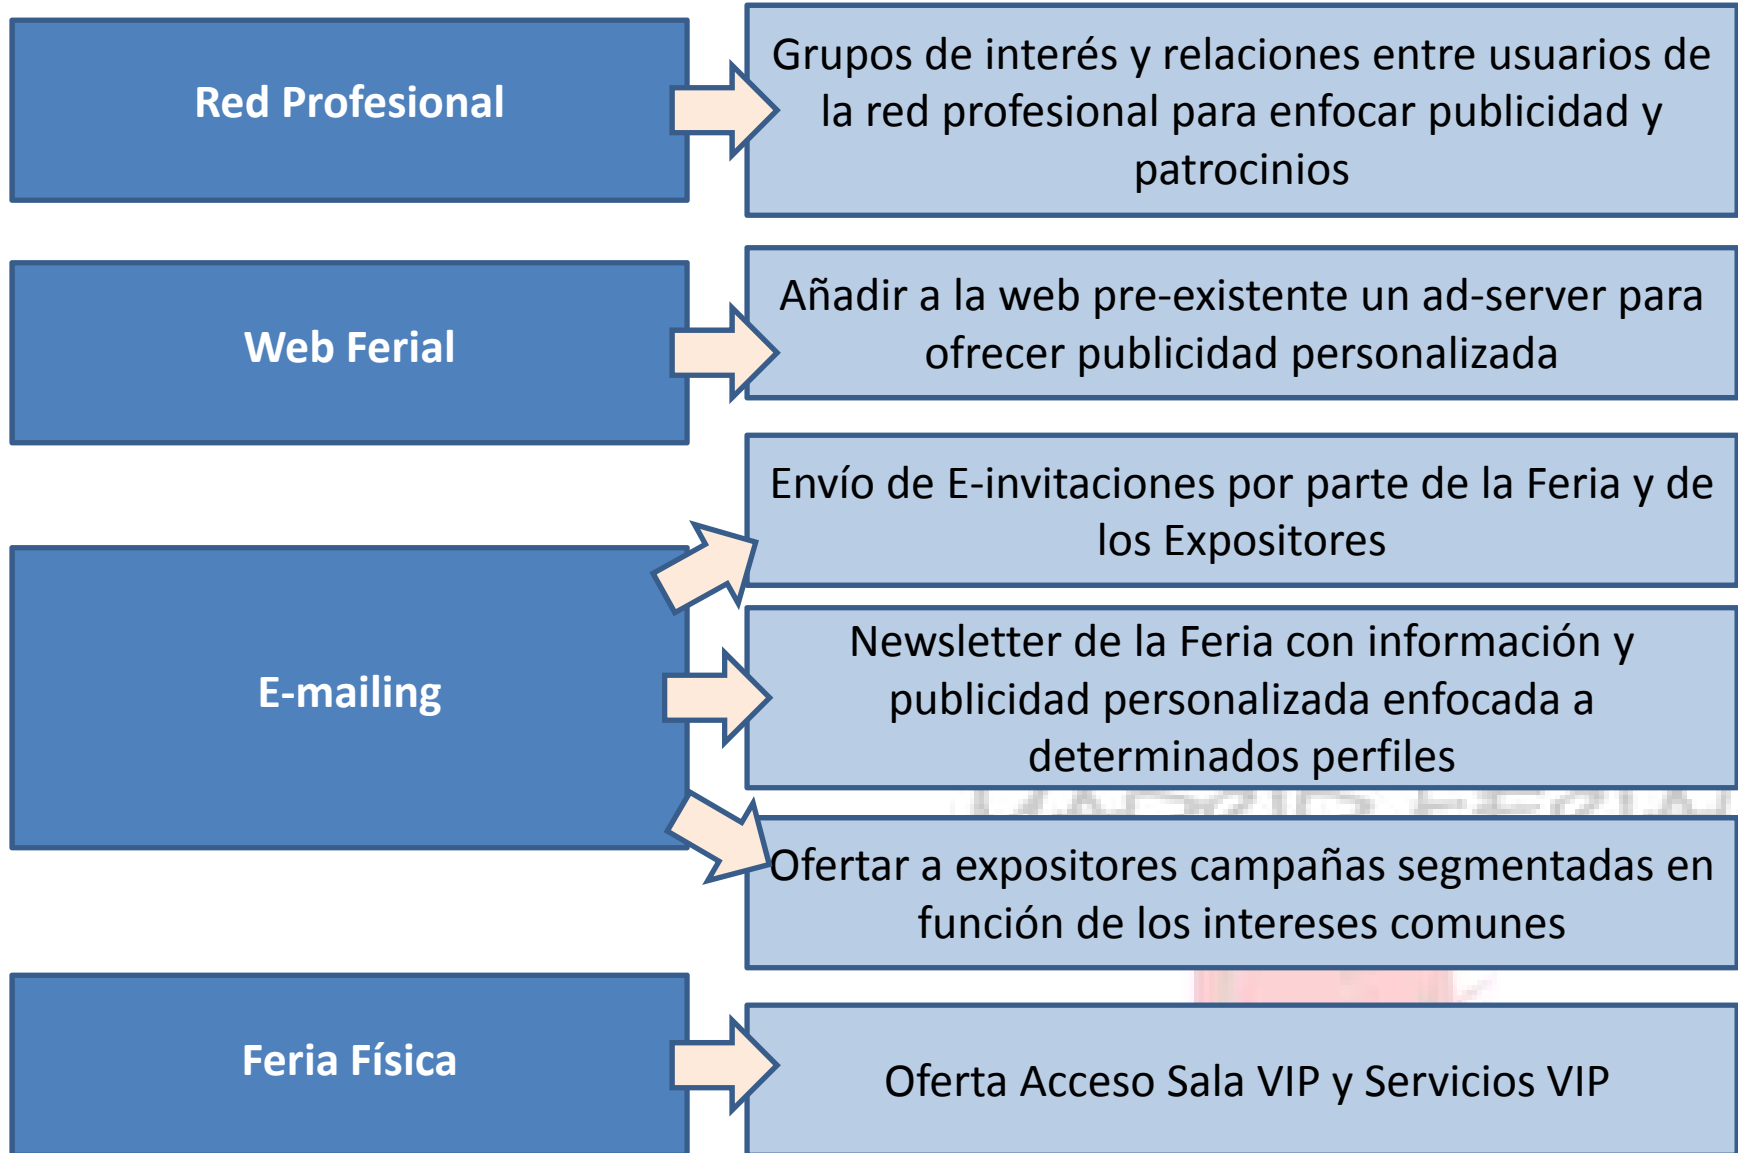 Red Profesional
Grupos de interés y relaciones entre usuarios de
la red profesional para enfocar publicidad y
patrocinios
Web Ferial
Añadir a la web pre-existente un ad-server para
ofrecer publicidad personalizada
E-mailing
Envío de E-invitaciones por parte de la Feria y de
los Expositores
Newsletter de la Feria con información y
publicidad personalizada enfocada a
determinados perfiles
Ofertar a expositores campañas segmentadas en
función de los intereses comunes
Feria Física
Oferta Acceso Sala VIP y Servicios VIP